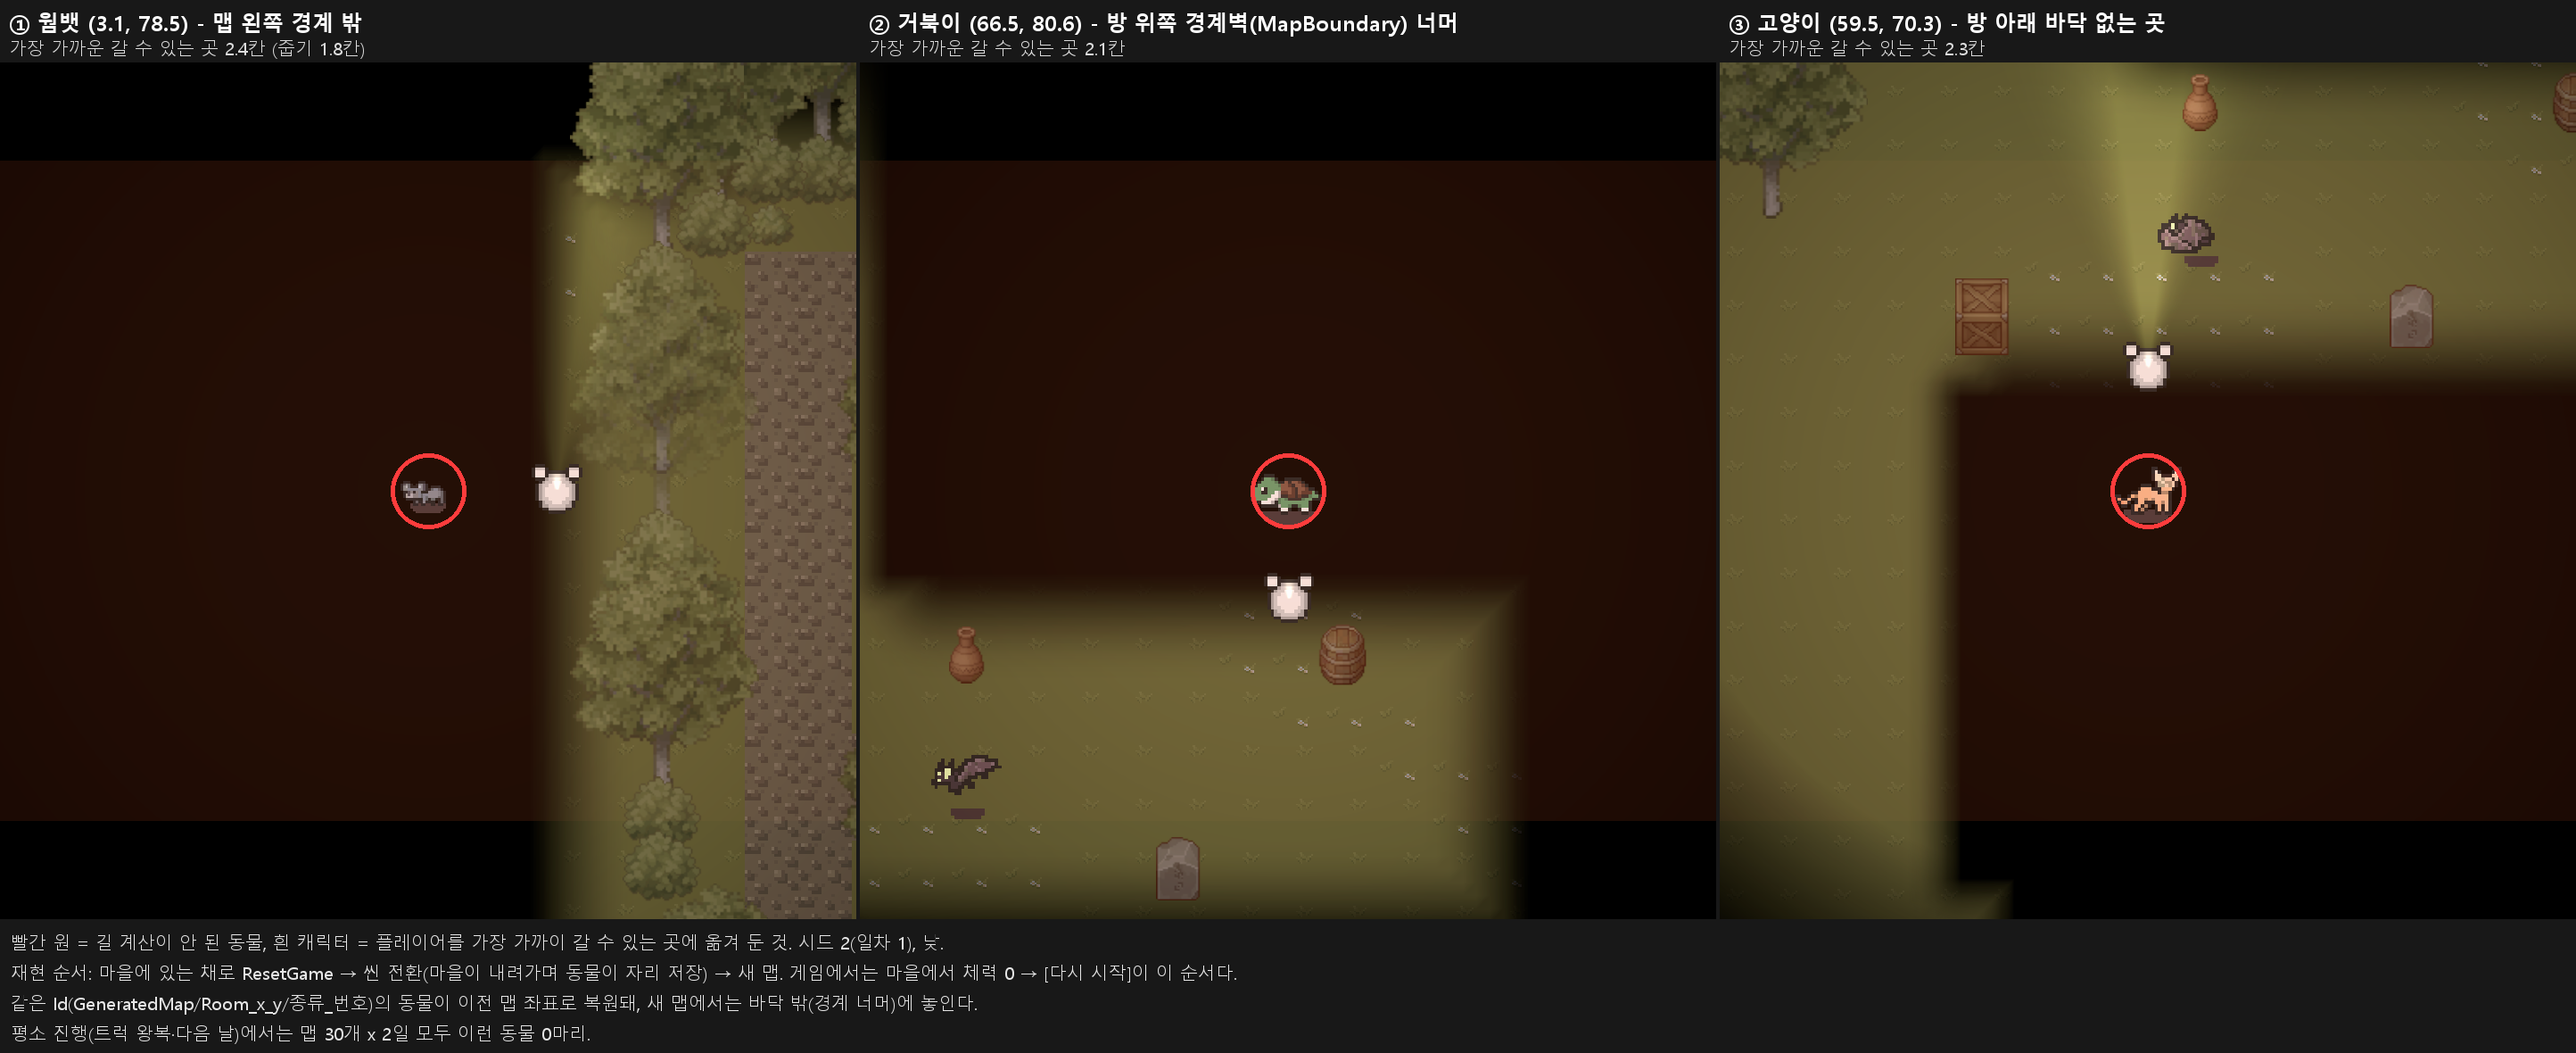 ① 웜뱃 (3.1, 78.5) - 맵 왼쪽 경계 밖
가장 가까운 갈 수 있는 곳 2.4칸 (줍기 1.8칸)
② 거북이 (66.5, 80.6) - 방 위쪽 경계벽(MapBoundary) 너머
가장 가까운 갈 수 있는 곳 2.1칸
③ 고양이 (59.5, 70.3) - 방 아래 바닥 없는 곳
가장 가까운 갈 수 있는 곳 2.3칸
빨간 원 = 길 계산이 안 된 동물, 흰 캐릭터 = 플레이어를 가장 가까이 갈 수 있는 곳에 옮겨 둔 것. 시드 2(일차 1), 낮.
재현 순서: 마을에 있는 채로 ResetGame → 씬 전환(마을이 내려가며 동물이 자리 저장) → 새 맵. 게임에서는 마을에서 체력 0 → [다시 시작]이 이 순서다.
같은 Id(GeneratedMap/Room_x_y/종류_번호)의 동물이 이전 맵 좌표로 복원돼, 새 맵에서는 바닥 밖(경계 너머)에 놓인다.
평소 진행(트럭 왕복·다음 날)에서는 맵 30개 x 2일 모두 이런 동물 0마리.